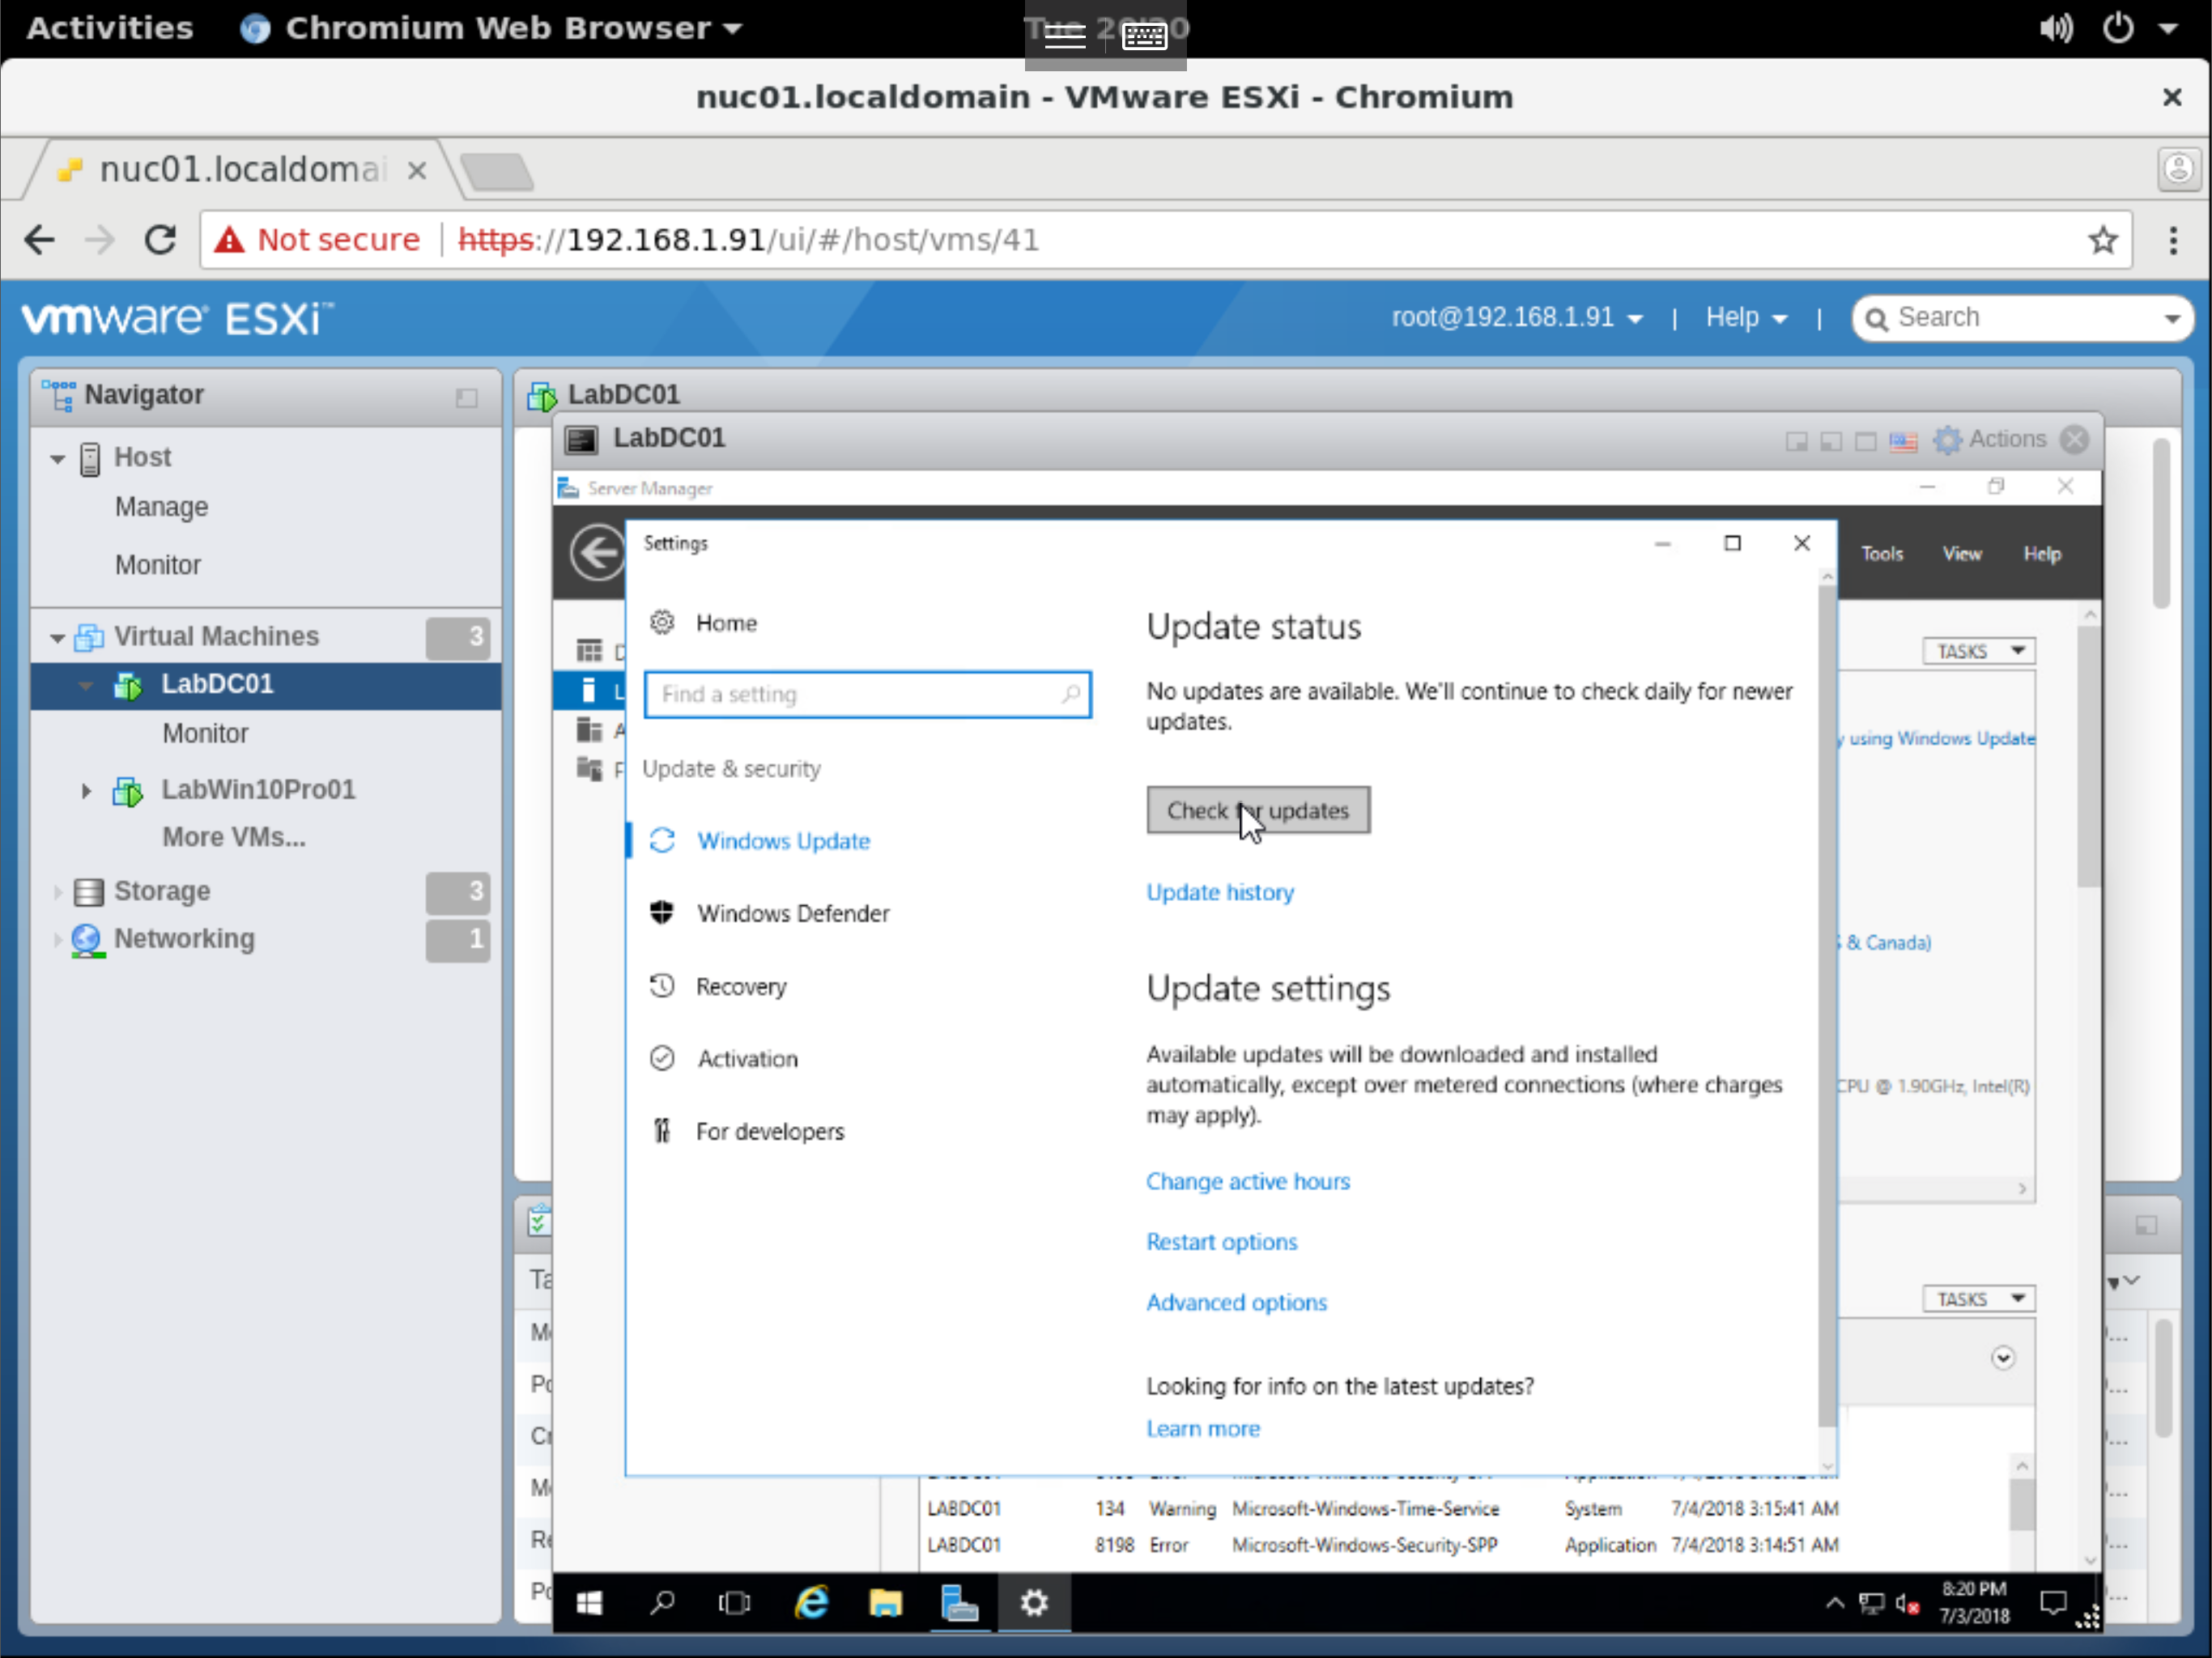 Activities
Chromium Web Browser
nuc01.localdomain - VMware ESXi - Chromium
nuc01.localdomai
Not secure
https://192.168.1.91/ui/#/host/vms/41
vmware ESXi™
root@192.168.1.91
|
Help
|
Search
Navigator
Host
Manage
Monitor
Virtual Machines
3
LabDC01
Monitor
LabWin10Pro01
More VMs...
Storage
3
Networking
1
LabDC01
LabDC01
Actions
Server Manager
Tools
View
Help
TASKS
y using Windows Update
& Canada)
CPU @ 1.90GHz, Intel(R)
TASKS
Settings
Home
Find a setting
Update & security
Windows Update
Windows Defender
Recovery
Activation
For developers
Update status
No updates are available. We'll continue to check daily for newer
updates.
Check for updates
Update history
Update settings
Available updates will be downloaded and installed
automatically, except over metered connections (where charges
may apply).
Change active hours
Restart options
Advanced options
Looking for info on the latest updates?
Learn more
LABDC01 134 Warning Microsoft-Windows-Time-Service System 7/4/2018 3:15:41 AM
LABDC01 8198 Error Microsoft-Windows-Security-SPP Application 7/4/2018 3:14:51 AM
8:20 PM
7/3/2018